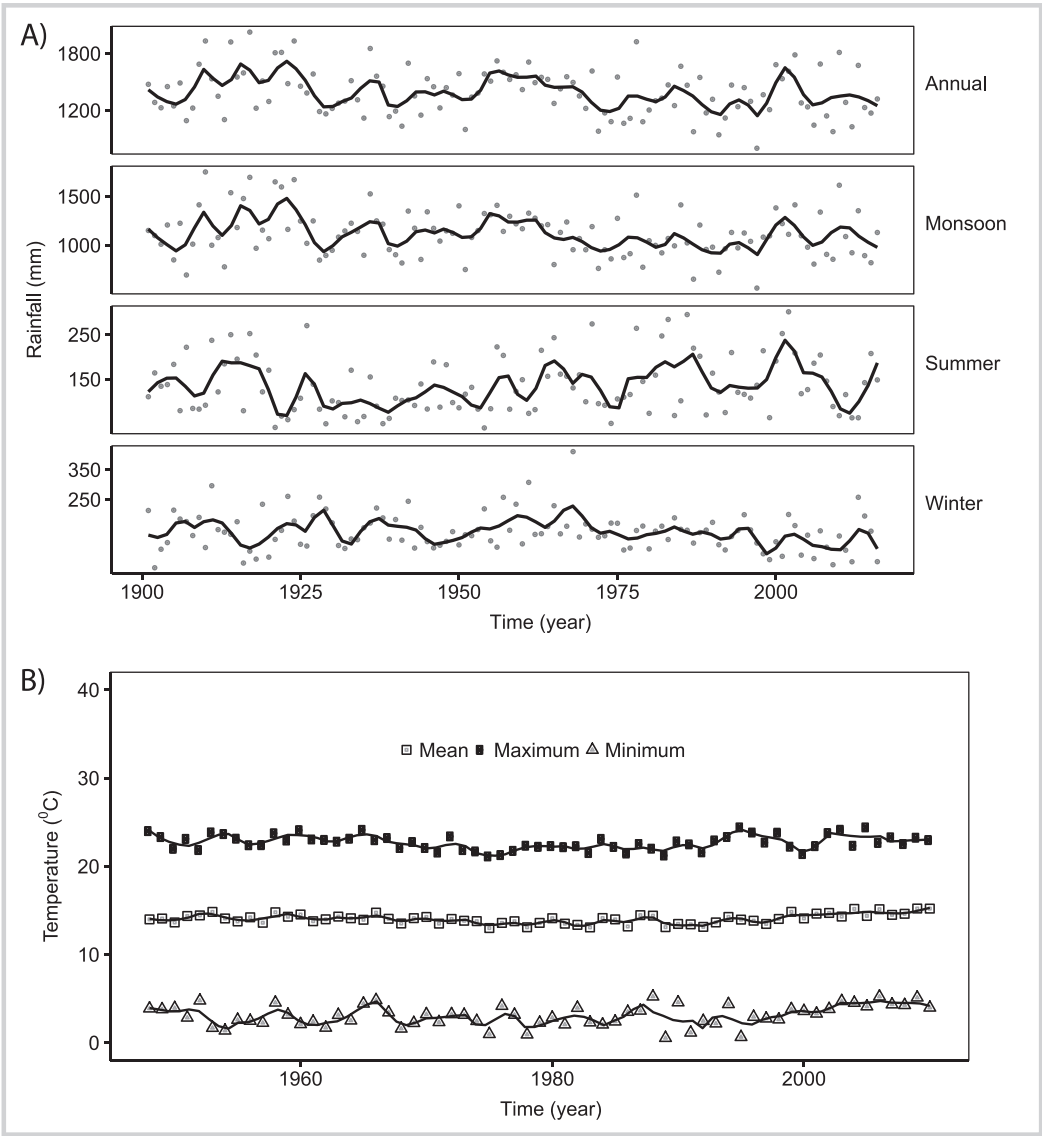 A)
1800
1200
Annual
1500
1000
Monsoon
Rainfall (mm)
250
150
Summer
350
250
Winter
1900 1925 1950 1975 2000
Time (year)
B)
40
Mean Maximum Minimum
30
Temperature (⁰C)
20
10
0
1960 1980 2000
Time (year)